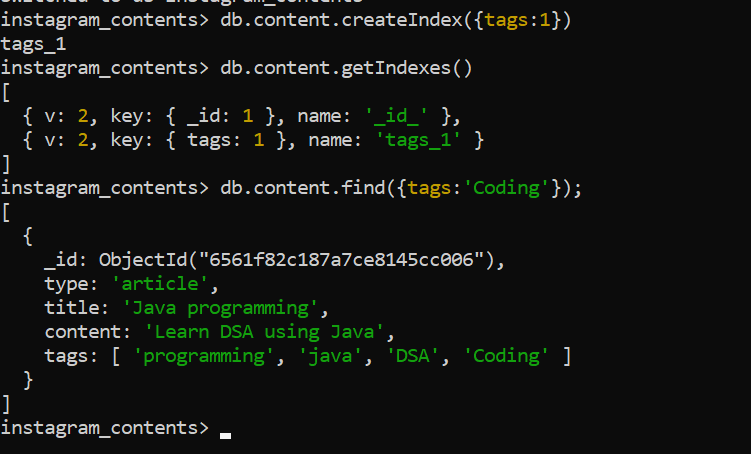 switched to db instagram_contents
instagram_contents> db.content.createIndex({tags:1})
tags_1
instagram_contents> db.content.getIndexes()
[
  { v: 2, key: { _id: 1 }, name: '_id_' },
  { v: 2, key: { tags: 1 }, name: 'tags_1' }
]
instagram_contents> db.content.find({tags:'Coding'});
[
  {
    _id: ObjectId("6561f82c187a7ce8145cc006"),
    type: 'article',
    title: 'Java programming',
    content: 'Learn DSA using Java',
    tags: [ 'programming', 'java', 'DSA', 'Coding' ]
  }
]
instagram_contents>